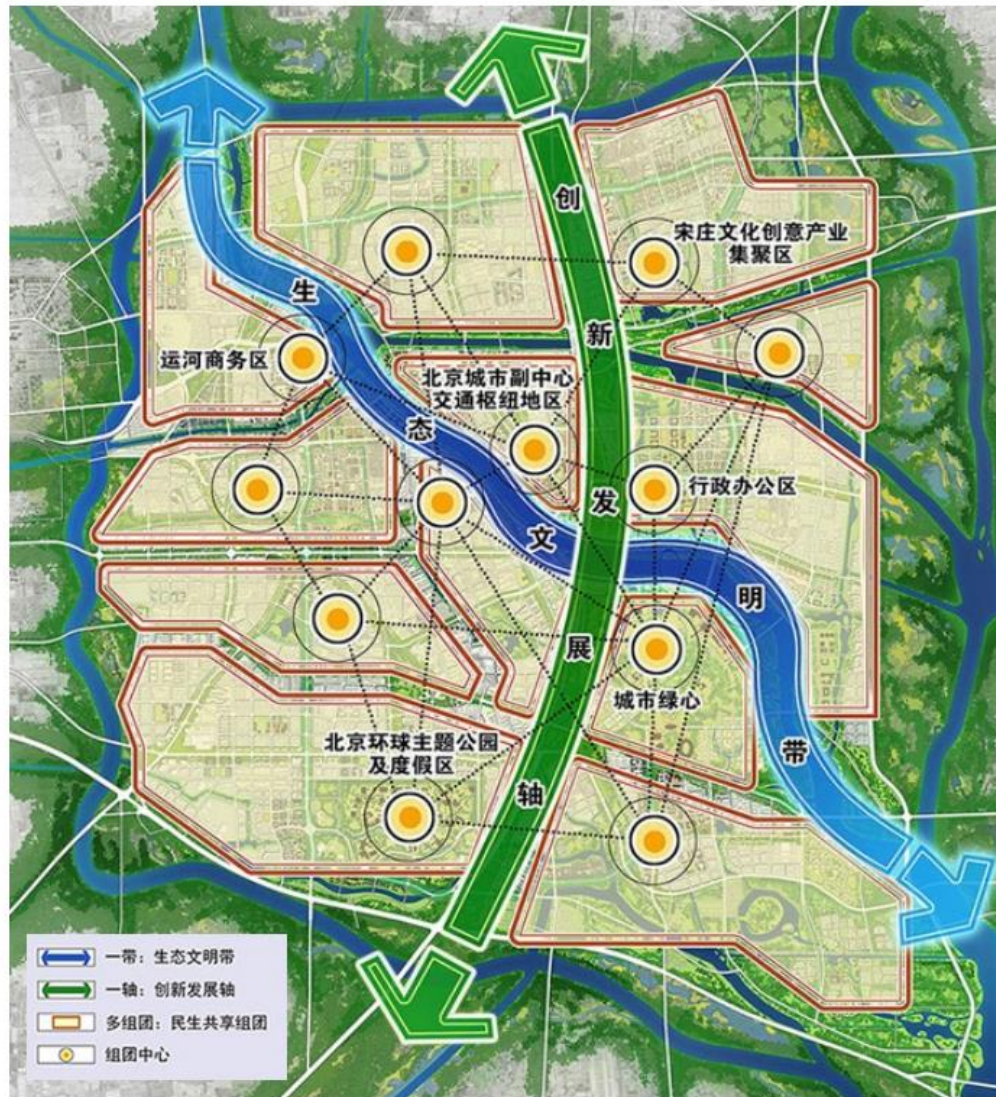 创新发展轴
生态文明带
宋庄文化创意产业
集聚区
运河商务区
北京城市副中心
交通枢纽地区
行政办公区
城市绿心
北京环球主题公园
及度假区
一带：生态文明带
一轴：创新发展轴
多组团：民生共享组团
组团中心